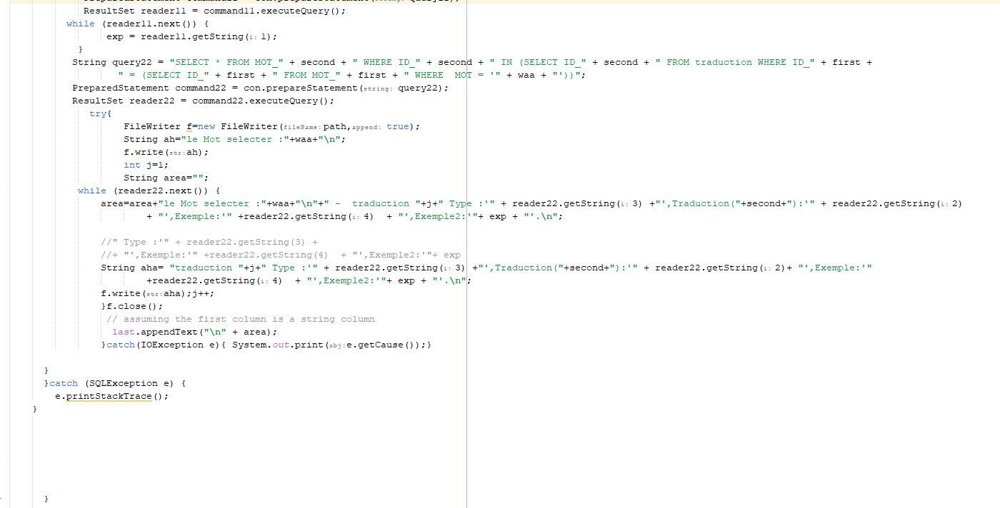 ResultSet reader11 = command11.executeQuery();
while (reader11.next()) {
exp = reader11.getString(i: 1);
}
String query22 = "SELECT * FROM MOT_" + second + " WHERE ID_" + second + " IN (SELECT ID_" + second + " FROM traduction WHERE ID_" + first +
" = (SELECT ID_" + first + " FROM MOT_" + first + " WHERE  MOT = '" + waa + "'))";
PreparedStatement command22 = con.prepareStatement(string: query22);
ResultSet reader22 = command22.executeQuery();
try{
FileWriter f=new FileWriter(fileName: path,append: true);
String ah="le Mot selecter :"+waa+"\n";
f.write(str: ah);
int j=1;
String area="";
while (reader22.next()) {
area=area+"le Mot selecter :"+waa+"\n"+" -  traduction "+j+" Type :'" + reader22.getString(i: 3) +"',Traduction("+second+"):'" + reader22.getString(i: 2)
+ "',Exemple:'" +reader22.getString(i: 4)  + "',Exemple2:'"+ exp + "'.\n";
//" Type :'" + reader22.getString(3) +
//+ "',Exemple:'" +reader22.getString(4)  + "',Exemple2:'"+ exp
String aha= "traduction "+j+" Type :'" + reader22.getString(i: 3) +"',Traduction("+second+"):'" + reader22.getString(i: 2)+ "',Exemple:'"
+reader22.getString(i: 4)  + "',Exemple2:'"+ exp + "'.\n";
f.write(str: aha);j++;
}f.close();
// assuming the first column is a string column
last.appendText("\n" + area);
}catch(IOException e){ System.out.print(obj: e.getCause());}
}
}catch (SQLException e) {
e.printStackTrace();
}
}